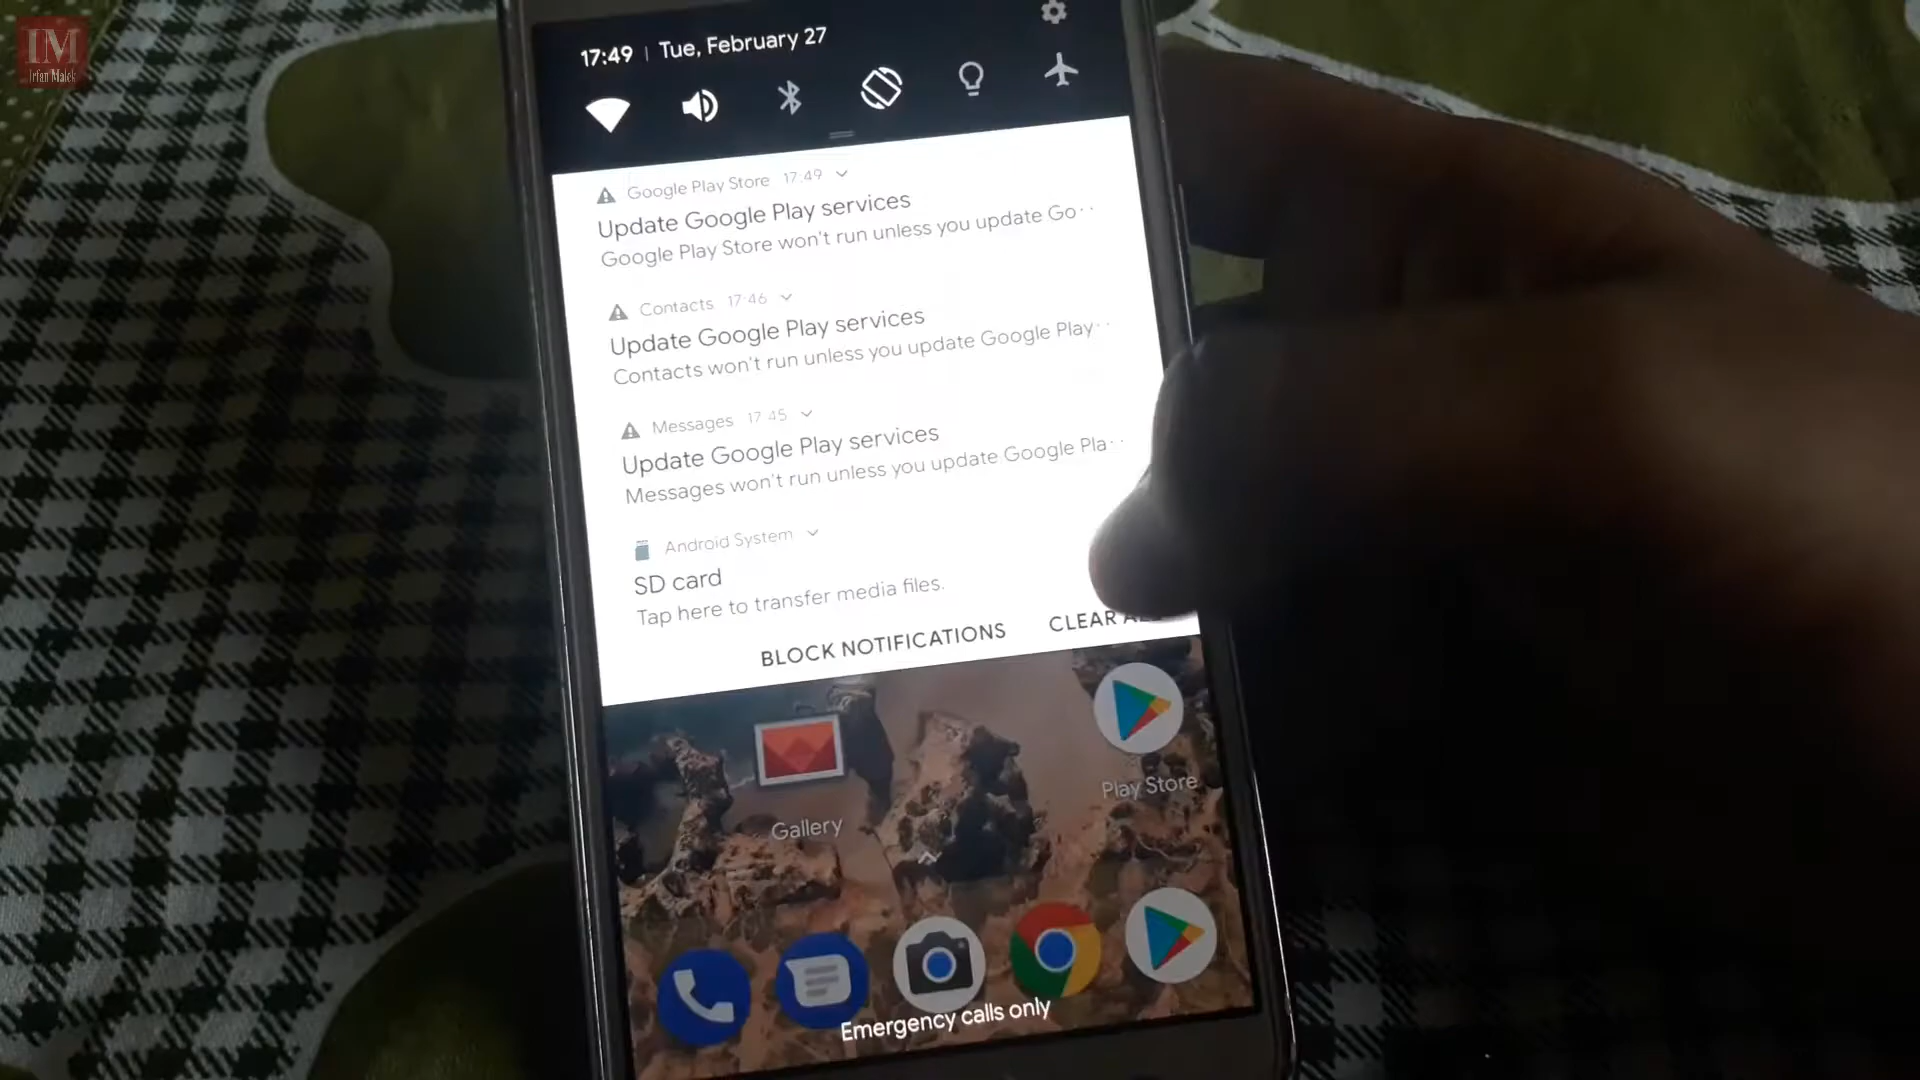 IM
Irfan Malek
17:49 | Tue, February 27
Google Play Store 17:49
Update Google Play services
Google Play Store won't run unless you update Go··
Contacts 17:46
Update Google Play services
Contacts won't run unless you update Google Play··
Messages 17:45
Update Google Play services
Messages won't run unless you update Google Pla··
Android System
SD card
Tap here to transfer media files.
BLOCK NOTIFICATIONS CLEAR
Play Store
Gallery
Emergency calls only